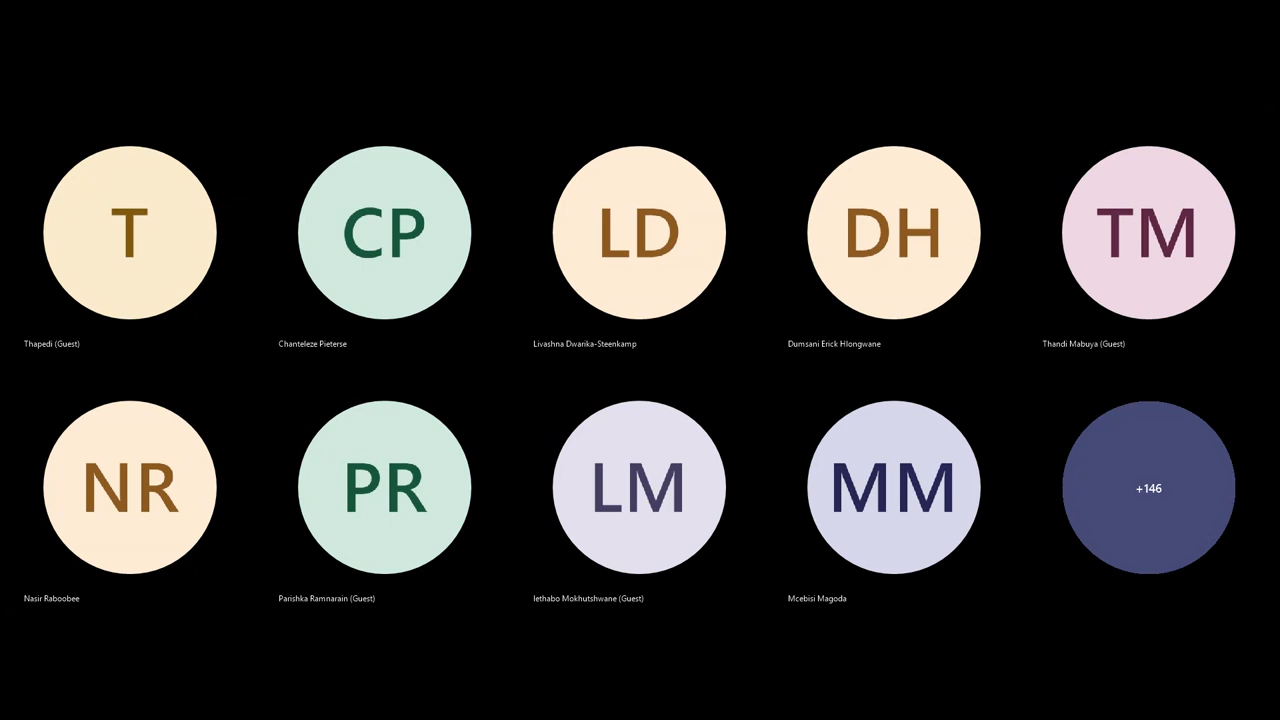 T
CP
LD
DH
TM
Thapedi (Guest)
Chanteleze Pieterse
Livashna Dwarika-Steenkamp
Dumsani Erick Hlongwane
Thandi Mabuya (Guest)
NR
PR
LM
MM
+146
Nasir Raboobee
Parishka Ramnarain (Guest)
lethabo Mokhutshwane (Guest)
Mcebisi Magoda